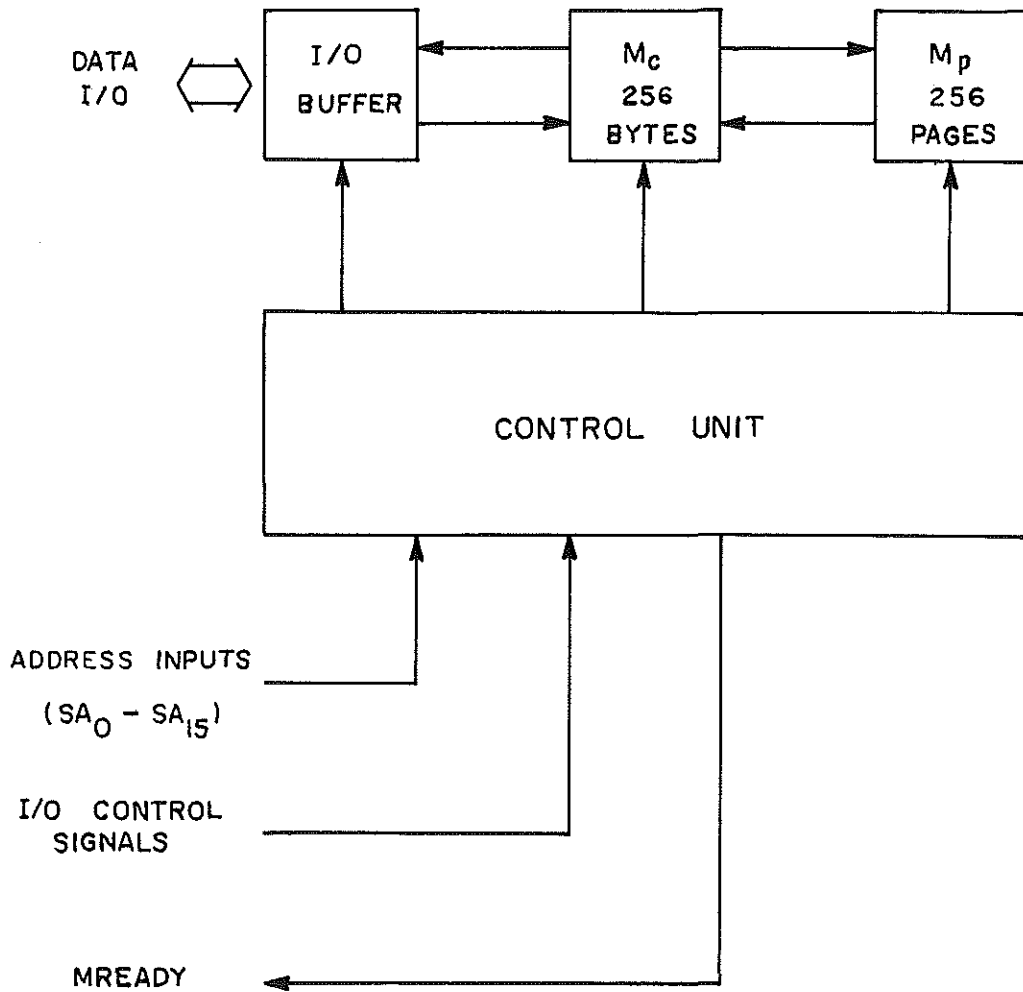 DATA
I/O
I/O
BUFFER
Mc
256
BYTES
Mp
256
PAGES
CONTROL UNIT
ADDRESS INPUTS
(SA0 – SA15)
I/O CONTROL
SIGNALS
MREADY